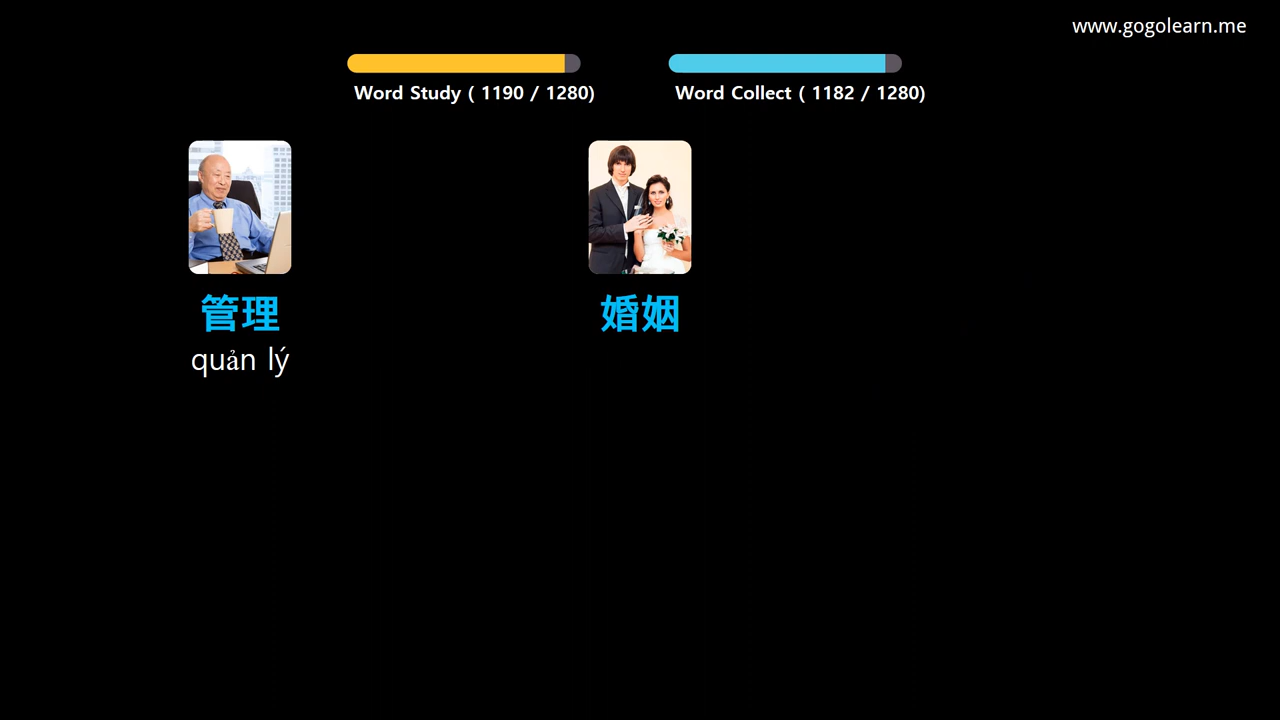 www.gogolearn.me
Word Study ( 1190 / 1280)
Word Collect ( 1182 / 1280)
管理
婚姻
quản lý